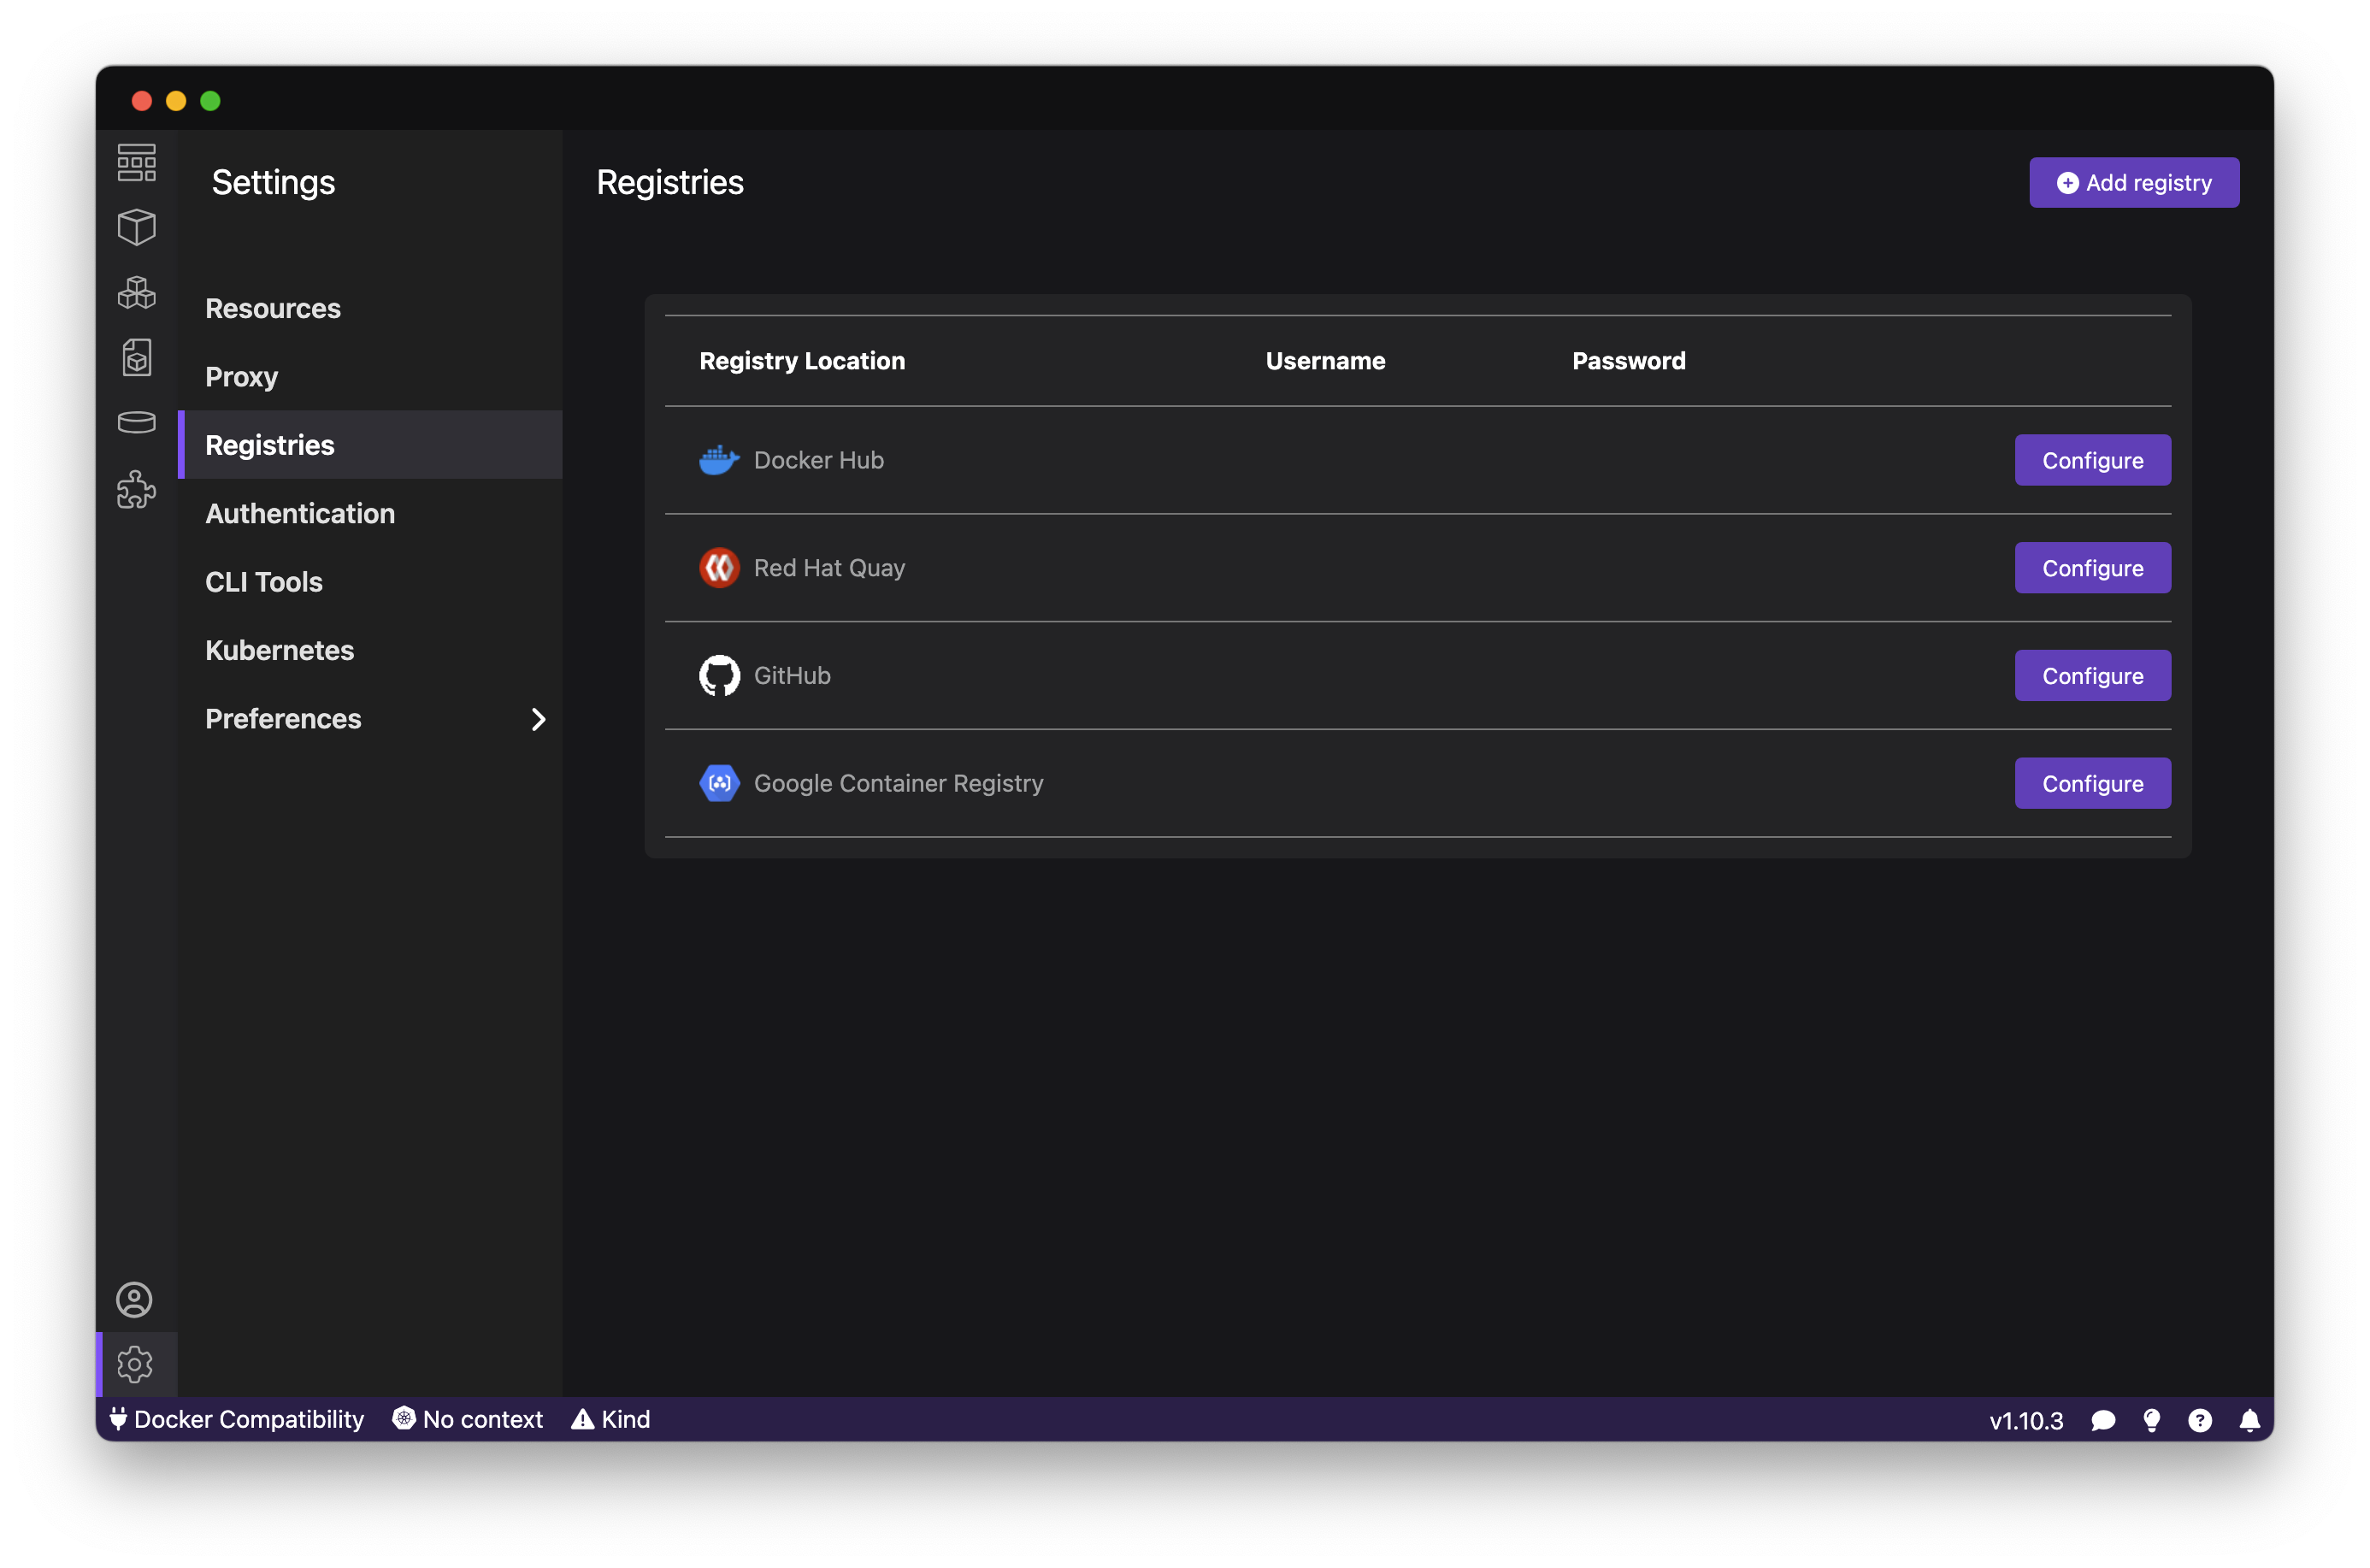 Settings
Resources
Proxy
Registries
Authentication
CLI Tools
Kubernetes
Preferences
Registries
Add registry
Registry Location Username Password
Docker Hub Configure
Red Hat Quay Configure
GitHub Configure
Google Container Registry Configure
Docker Compatibility No context Kind v1.10.3